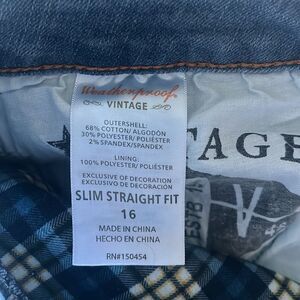 Weatherproof
VINTAGE
OUTERSHELL:
68% COTTON/ ALGODÓN
30% POLYESTER/ POLIÉSTER
2% SPANDEX/SPANDEX
LINING:
100% POLYESTER/ POLIÉSTER
EXCLUSIVE OF DECORATION
EXCLUSIVO DE DECORACIÓN
SLIM STRAIGHT FIT
16
MADE IN CHINA
HECHO EN CHINA
RN#150454
TAGE
ESTB
V